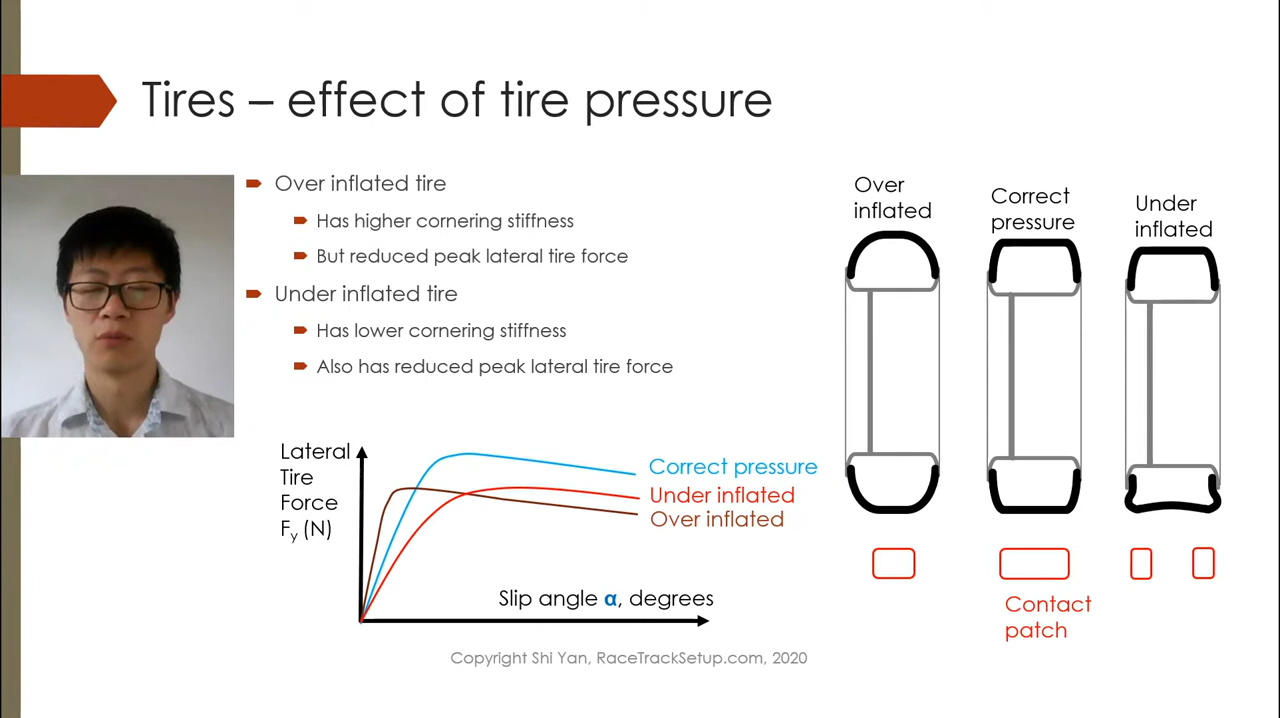 Tires – effect of tire pressure
Over inflated tire
Has higher cornering stiffness
But reduced peak lateral tire force
Under inflated tire
Has lower cornering stiffness
Also has reduced peak lateral tire force
Lateral
Tire
Force
Fy (N)
Correct pressure
Under inflated
Over inflated
Slip angle α, degrees
Over
inflated
Correct
pressure
Under
inflated
Contact
patch
Copyright Shi Yan, RaceTrackSetup.com, 2020